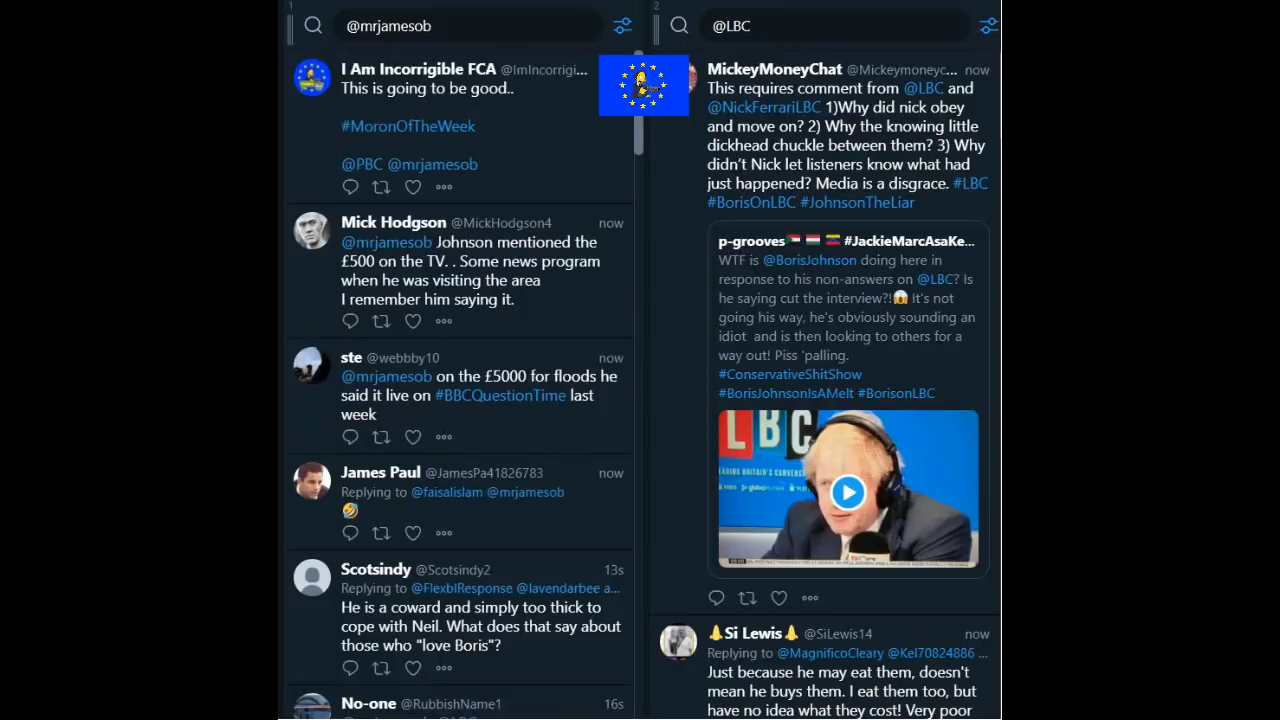 1
@mrjamesob
I Am Incorrigible FCA @ImIncorrigi...
This is going to be good..
#MoronOfTheWeek
@PBC @mrjamesob
Mick Hodgson @MickHodgson4 now
@mrjamesob Johnson mentioned the
£500 on the TV. . Some news program
when he was visiting the area
I remember him saying it.
ste @webbby10 now
@mrjamesob on the £5000 for floods he
said it live on #BBCQuestionTime last
week
James Paul @JamesPa41826783 now
Replying to @faisalislam @mrjamesob
🤣
Scotsindy @Scotsindy2 13s
Replying to @FlexblResponse @lavendarbee a...
He is a coward and simply too thick to
cope with Neil. What does that say about
those who "love Boris"?
No-one @RubbishName1 16s
2
@LBC
MickeyMoneyChat @Mickeymoneyc... now
This requires comment from @LBC and
@NickFerrariLBC 1)Why did nick obey
and move on? 2) Why the knowing little
dickhead chuckle between them? 3) Why
didn't Nick let listeners know what had
just happened? Media is a disgrace. #LBC
#BorisOnLBC #JohnsonTheLiar
p-grooves #JackieMarcAsaKe...
WTF is @BorisJohnson doing here in
response to his non-answers on @LBC? Is
he saying cut the interview?!😱 It's not
going his way, he's obviously sounding an
idiot and is then looking to others for a
way out! Piss 'palling.
#ConservativeShitShow
#BorisJohnsonIsAMelt #BorisonLBC
LBC
Si Lewis @SiLewis14 now
Replying to @MagnificoCleary @Kel70824886 ...
Just because he may eat them, doesn't
mean he buys them. I eat them too, but
have no idea what they cost! Very poor